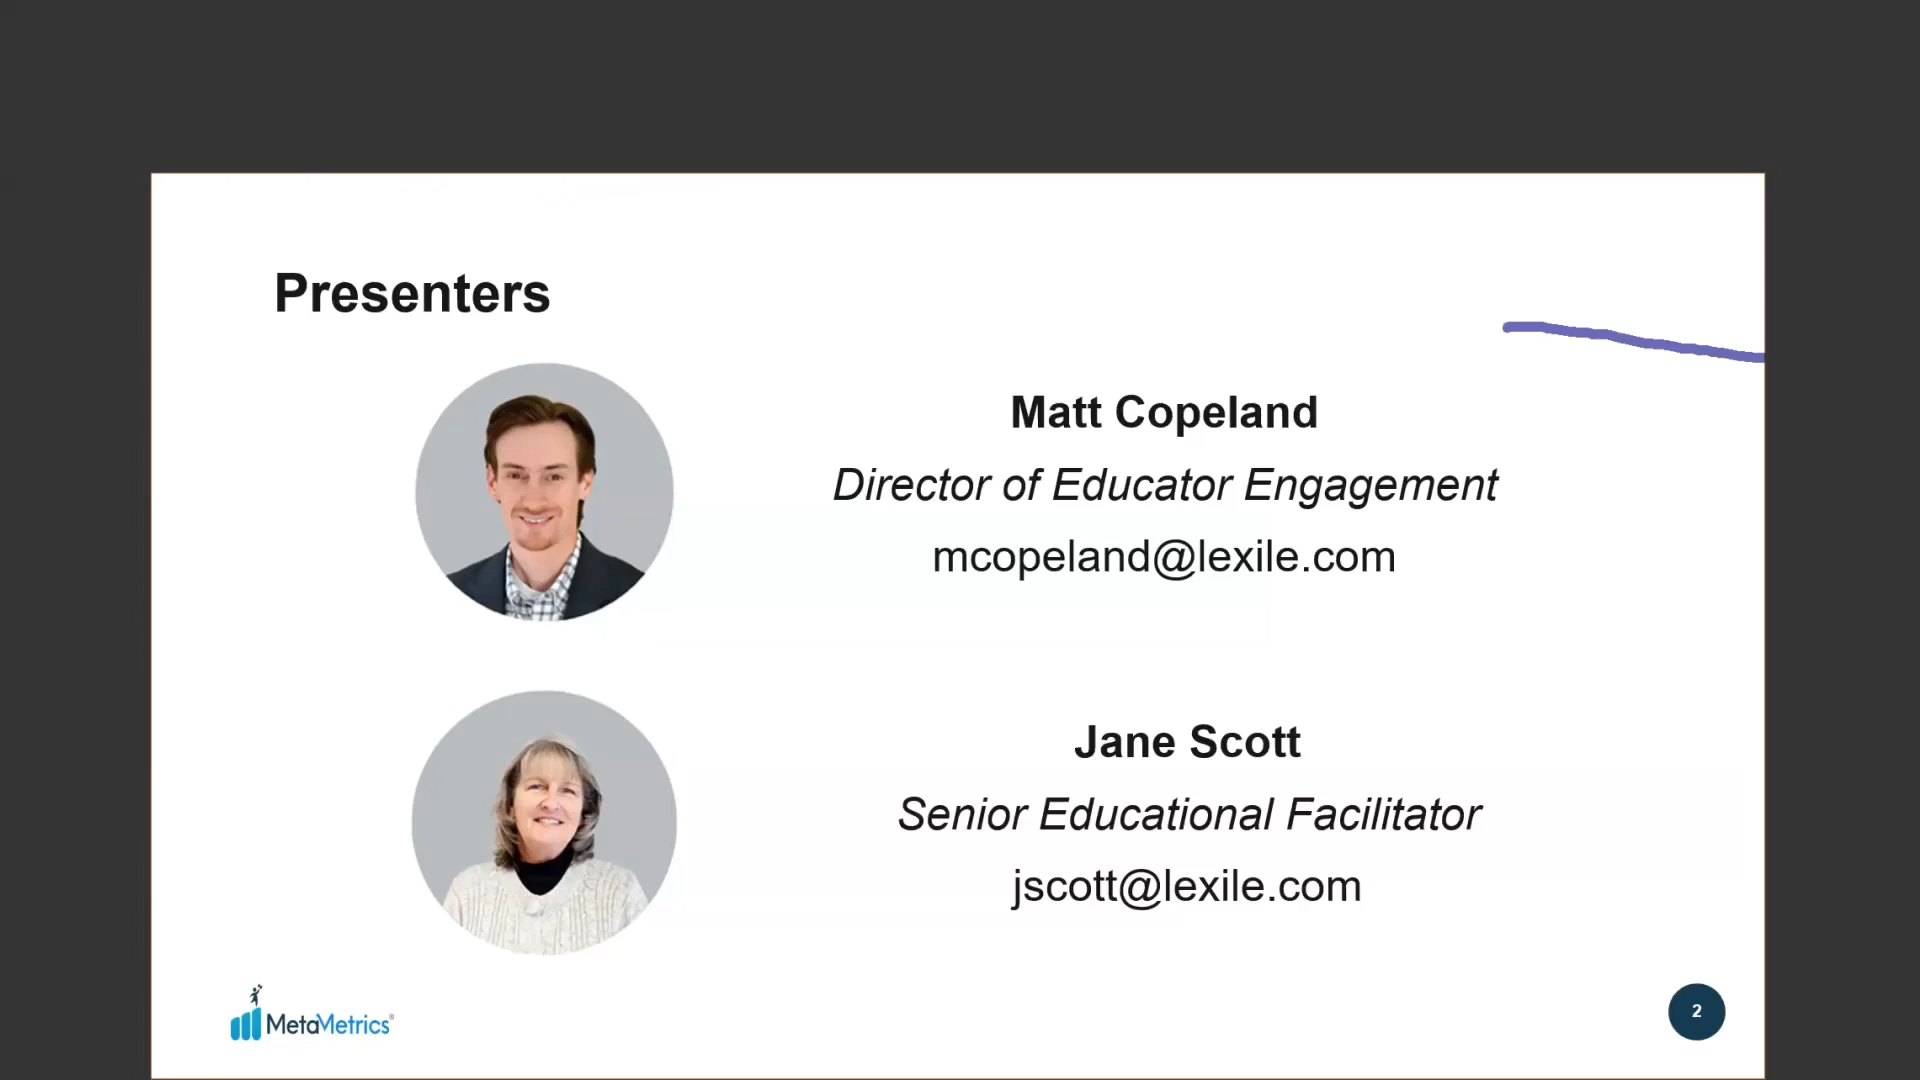 Presenters
Matt Copeland
Director of Educator Engagement
mcopeland@lexile.com
Jane Scott
Senior Educational Facilitator
jscott@lexile.com
MetaMetrics®
2